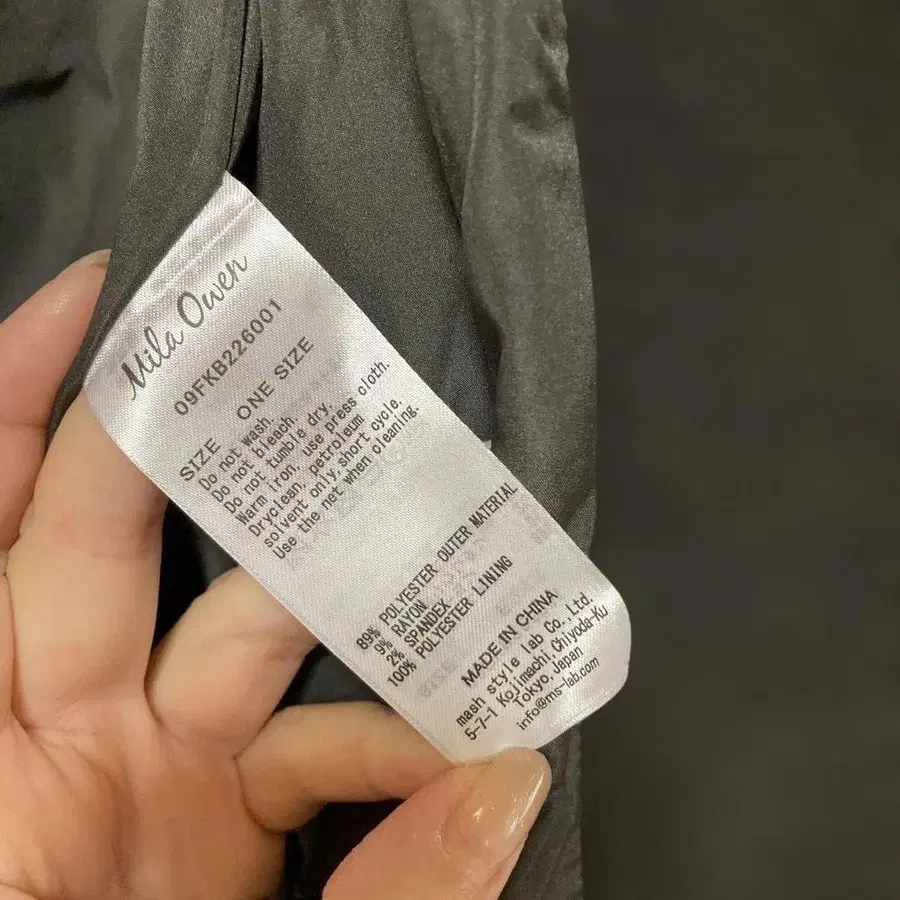 Mila Owen
09FKB226001
SIZE ONE SIZE
Do not wash.
Do not bleach.
Do not tumble dry.
Warm iron, use press cloth.
Dryclean, petroleum
solvent only, short cycle.
Use the net when cleaning.
89% POLYESTER OUTER MATERIAL
9% RAYON
2% SPANDEX
100% POLYESTER LINING
MADE IN CHINA
mash style lab Co., Ltd.
5-7-1 Kojimachi, Chiyoda-Ku
Tokyo, Japan
info@ms-lab.com